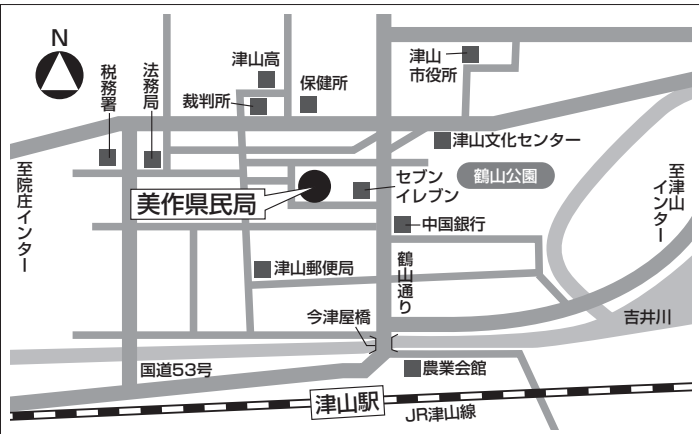 N
税務署
法務局
津山高
裁判所
保健所
津山
市役所
津山文化センター
至院庄インター
美作県民局
セブン
イレブン
鶴山公園
至津山
インター
中国銀行
津山郵便局
鶴山通り
今津屋橋
吉井川
国道53号
農業会館
津山駅
JR津山線